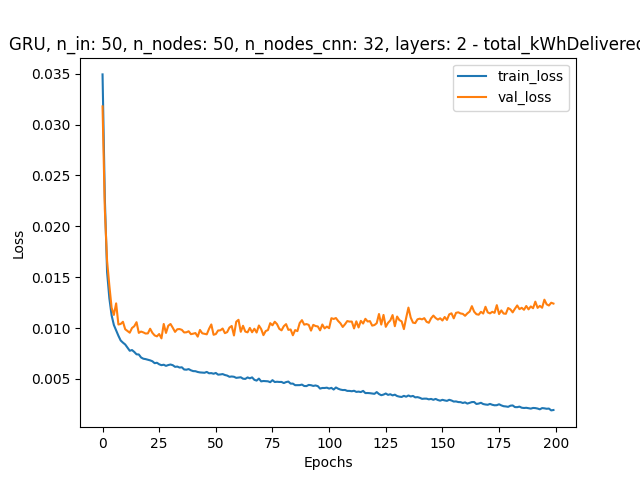 GRU, n_in: 50, n_nodes: 50, n_nodes_cnn: 32, layers: 2 - total_kWhDelivered
train_loss
val_loss
0.035
0.030
0.025
0.020
0.015
0.010
0.005
Loss
0 25 50 75 100 125 150 175 200
Epochs